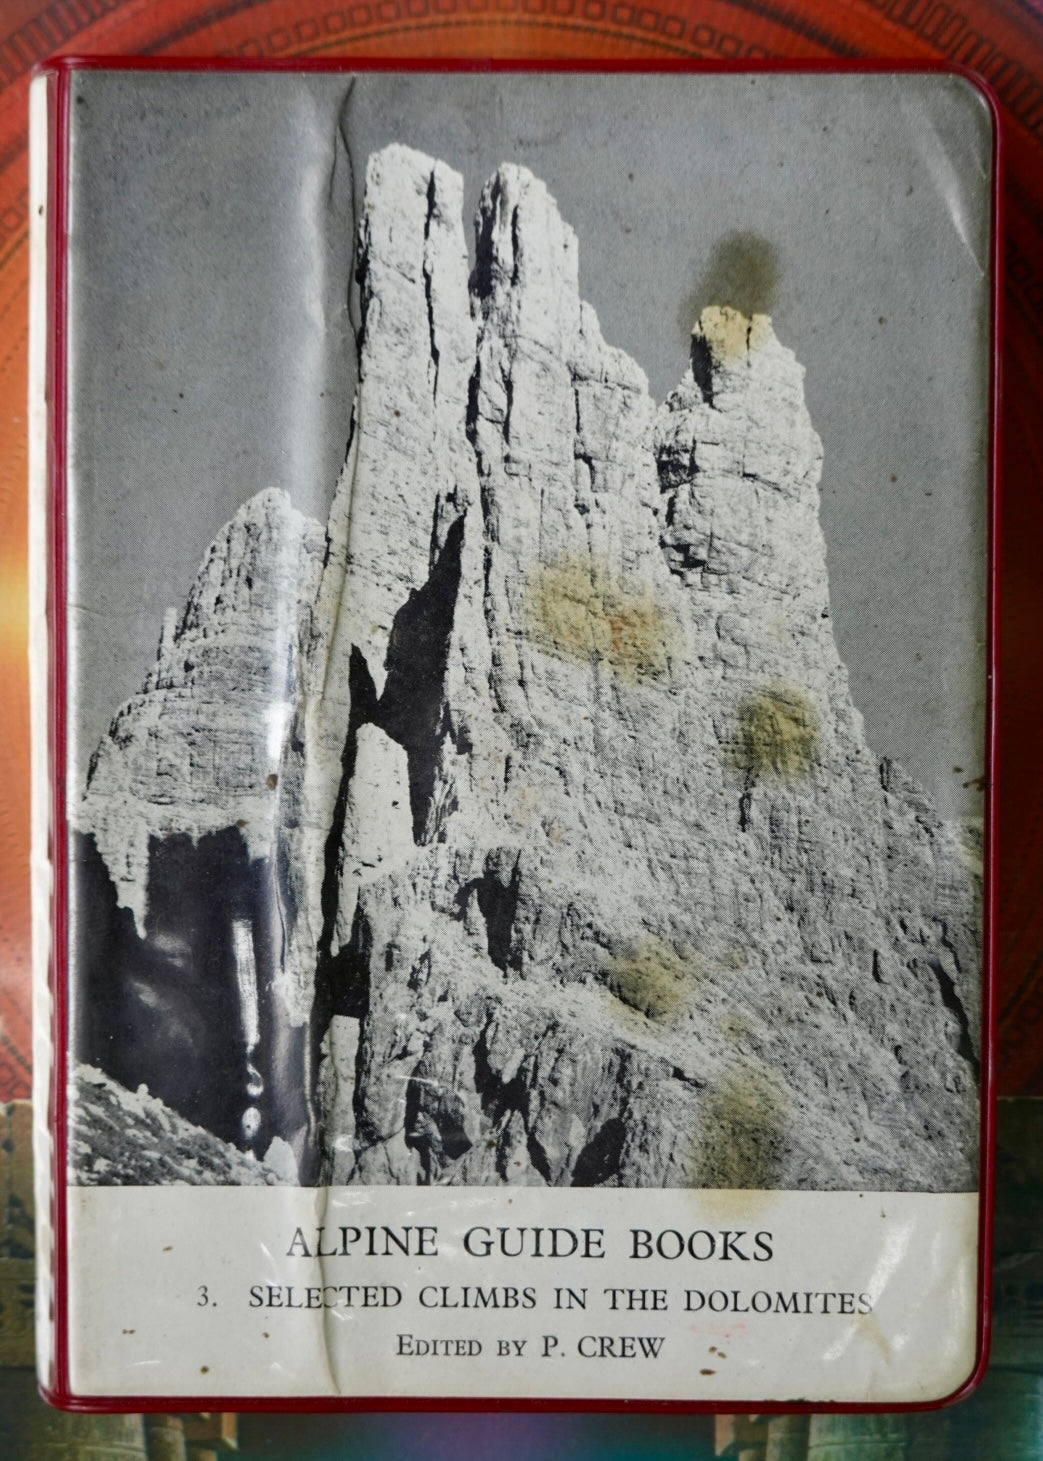 ALPINE GUIDE BOOKS
3. SELECTED CLIMBS IN THE DOLOMITES
EDITED BY P. CREW